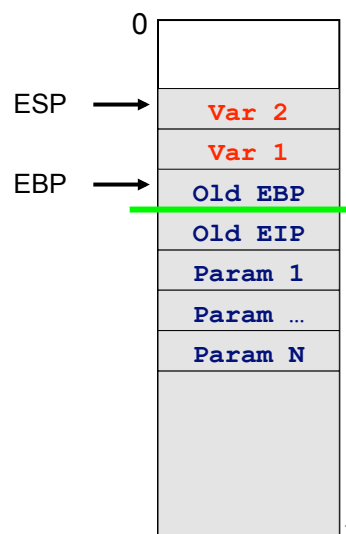 0
ESP Var 2
Var 1
EBP Old EBP
Old EIP
Param 1
Param …
Param N